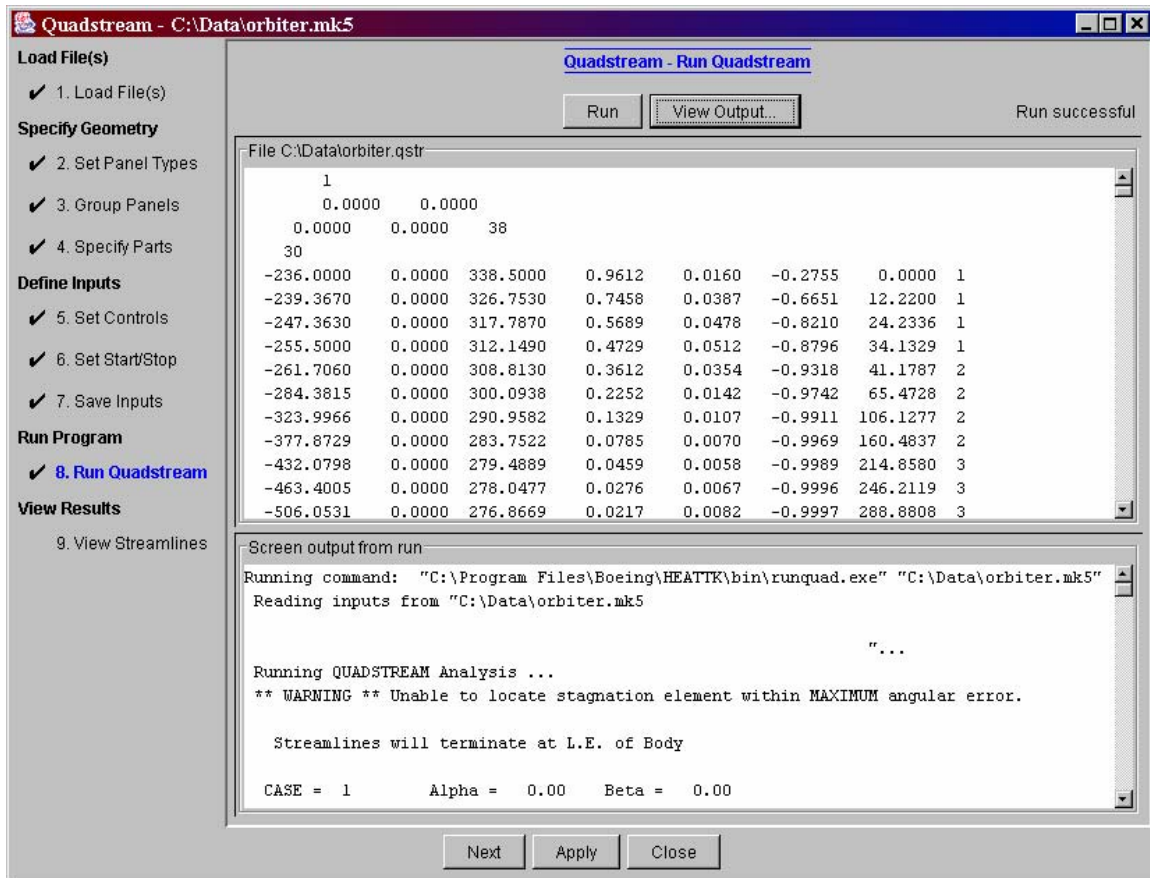 Quadstream - C:\Data\orbiter.mk5
Load File(s)
✔ 1. Load File(s)
Specify Geometry
✔ 2. Set Panel Types
✔ 3. Group Panels
✔ 4. Specify Parts
Define Inputs
✔ 5. Set Controls
✔ 6. Set Start/Stop
✔ 7. Save Inputs
Run Program
✔ 8. Run Quadstream
View Results
9. View Streamlines
Quadstream - Run Quadstream
Run View Output... Run successful
File C:\Data\orbiter.qstr
1
0.0000 0.0000
0.0000 0.0000 38
30
-236.0000 0.0000 338.5000 0.9612 0.0160 -0.2755 0.0000 1
-239.3670 0.0000 326.7530 0.7458 0.0387 -0.6651 12.2200 1
-247.3630 0.0000 317.7870 0.5689 0.0478 -0.8210 24.2336 1
-255.5000 0.0000 312.1490 0.4729 0.0512 -0.8796 34.1329 1
-261.7060 0.0000 308.8130 0.3612 0.0354 -0.9318 41.1787 2
-284.3815 0.0000 300.0938 0.2252 0.0142 -0.9742 65.4728 2
-323.9966 0.0000 290.9582 0.1329 0.0107 -0.9911 106.1277 2
-377.8729 0.0000 283.7522 0.0785 0.0070 -0.9969 160.4837 2
-432.0798 0.0000 279.4889 0.0459 0.0058 -0.9989 214.8580 3
-463.4005 0.0000 278.0477 0.0276 0.0067 -0.9996 246.2119 3
-506.0531 0.0000 276.8669 0.0217 0.0082 -0.9997 288.8808 3
Screen output from run
Running command: "C:\Program Files\Boeing\HEATTK\bin\runquad.exe" "C:\Data\orbiter.mk5"
Reading inputs from "C:\Data\orbiter.mk5
"...
Running QUADSTREAM Analysis ...
** WARNING ** Unable to locate stagnation element within MAXIMUM angular error.
Streamlines will terminate at L.E. of Body
CASE = 1 Alpha = 0.00 Beta = 0.00
Next Apply Close